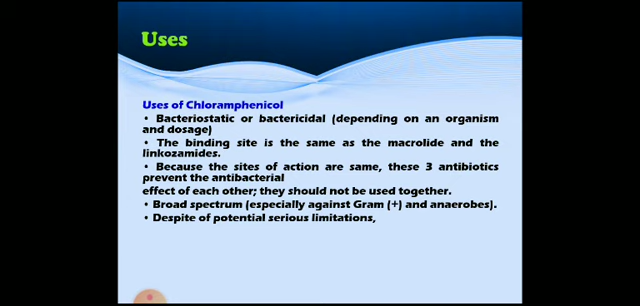 Uses
Uses of Chloramphenicol
• Bacteriostatic or bactericidal (depending on an organism
and dosage)
• The binding site is the same as the macrolide and the
linkozamides.
• Because the sites of action are same, these 3 antibiotics
prevent the antibacterial
effect of each other; they should not be used together.
• Broad spectrum (especially against Gram (+) and anaerobes).
• Despite of potential serious limitations,